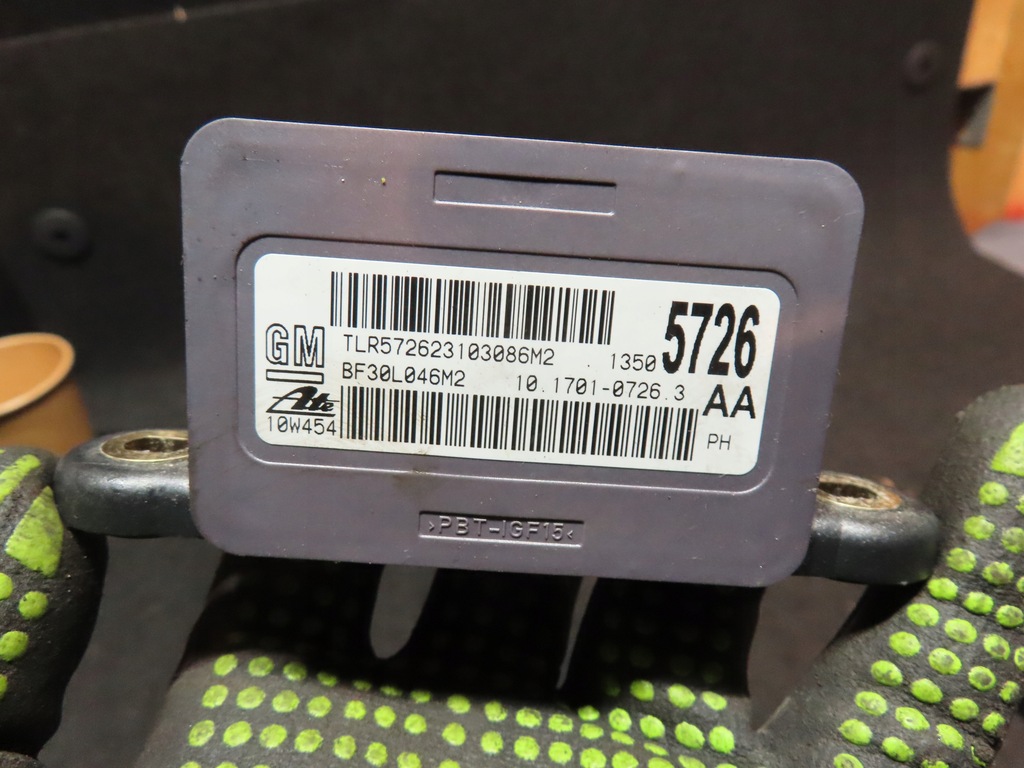 GM
TLR572623103086M2
1350 5726
BF30L046M2 10.1701-0726.3 AA
Ate
10W454
PH
>PBT-IGF15<